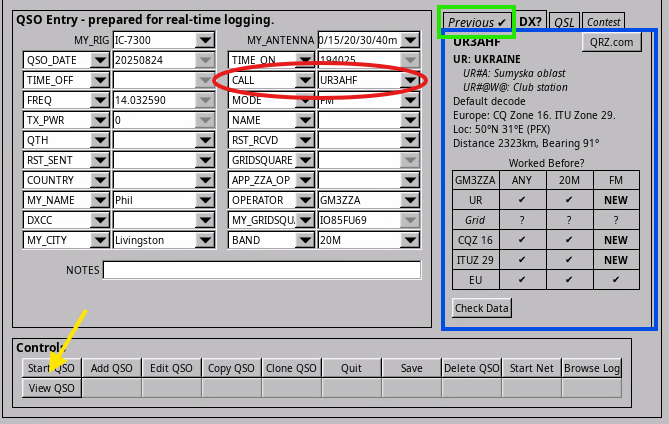 QSO Entry - prepared for real-time logging.
MY_RIG IC-7300 MY_ANTENNA 0/15/20/30/40m
QSO_DATE 20250824 TIME_ON 194025
TIME_OFF CALL UR3AHF
FREQ 14.032590 MODE FM
TX_PWR 0 NAME
QTH RST_RCVD
RST_SENT GRIDSQUARE
COUNTRY APP_ZZA_OP
MY_NAME Phil OPERATOR GM3ZZA
DXCC MY_GRIDSQU IO85FU69
MY_CITY Livingston BAND 20M
NOTES
Previous ✔ DX? QSL Contest
UR3AHF QRZ.com
UR: UKRAINE
UR#A: Sumyska oblast
UR#@W@: Club station
Default decode
Europe: CQ Zone 16. ITU Zone 29.
Loc: 50°N 31°E (PFX)
Distance 2323km, Bearing 91°
Worked Before?
GM3ZZA ANY 20M FM
UR ✔ ✔ NEW
Grid ? ? ?
CQZ 16 ✔ ✔ NEW
ITUZ 29 ✔ ✔ NEW
EU ✔ ✔ ✔
Check Data
Controls
Start QSO Add QSO Edit QSO Copy QSO Clone QSO Quit Save Delete QSO Start Net Browse Log
View QSO